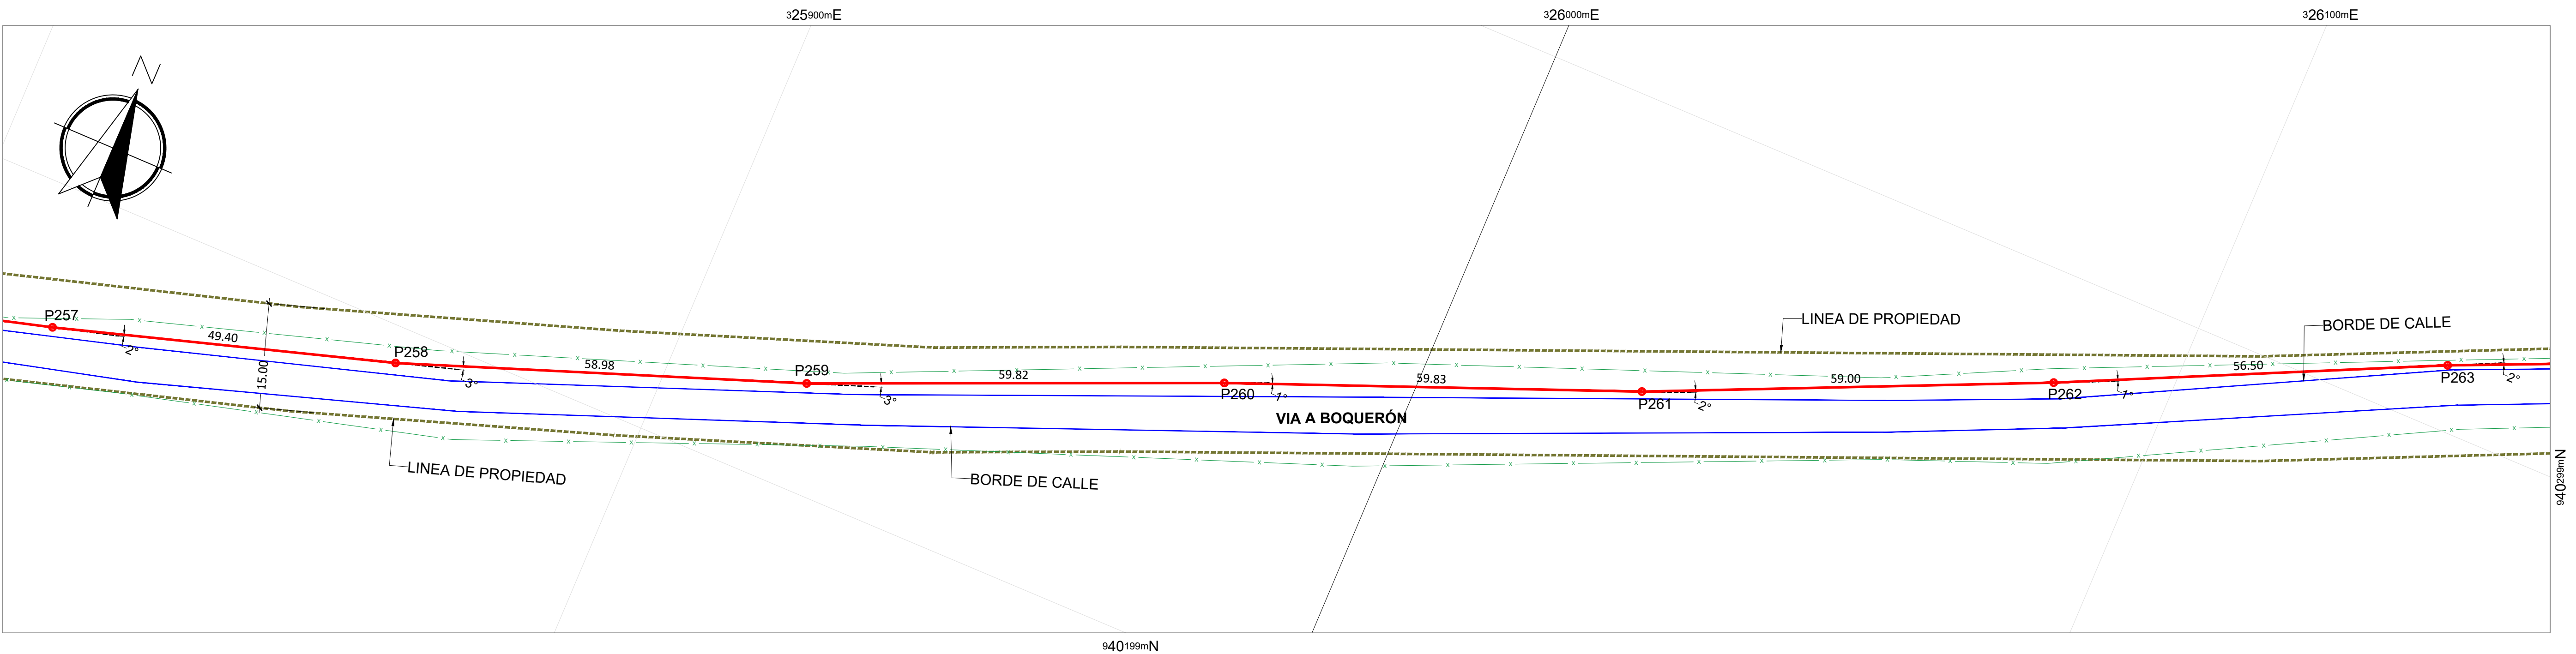 325900mE
326000mE
326100mE
N
P257
2°
49.40
15.00
P258
3°
58.98
P259
3°
59.82
P260
1°
59.83
P261
2°
59.00
P262
1°
56.50
P263
2°
LINEA DE PROPIEDAD
BORDE DE CALLE
VIA A BOQUERÓN
LINEA DE PROPIEDAD
BORDE DE CALLE
940299mN
940199mN